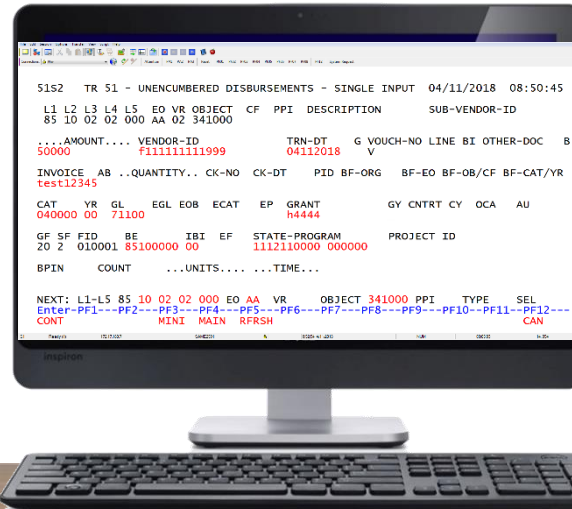 51S2 TR 51 - UNENCUMBERED DISBURSEMENTS - SINGLE INPUT 04/11/2018 08:50:45
L1 L2 L3 L4 L5 EO VR OBJECT CF PPI DESCRIPTION SUB-VENDOR-ID
85 10 02 02 000 AA 02 341000
....AMOUNT.... VENDOR-ID TRN-DT G VOUCH-NO LINE BI OTHER-DOC B
50000 f111111111999 04112018 V
INVOICE AB ..QUANTITY.. CK-NO CK-DT PID BF-ORG BF-EO BF-OB/CF BF-CAT/YR
test12345
CAT YR GL EGL EOB ECAT EP GRANT GY CNTRT CY OCA AU
040000 00 71100 h4444
GF SF FID BE IBI EF STATE-PROGRAM PROJECT ID
20 2 010001 85100000 00 1112110000 000000
BPIN COUNT ...UNITS.... ...TIME...
NEXT: L1-L5 85 10 02 02 000 EO AA VR OBJECT 341000 PPI TYPE SEL
Enter-PF1---PF2---PF3---PF4---PF5---PF6---PF7---PF8---PF9---PF10--PF11--PF12---
CONT MINI MAIN RFRSH CAN
inspiron